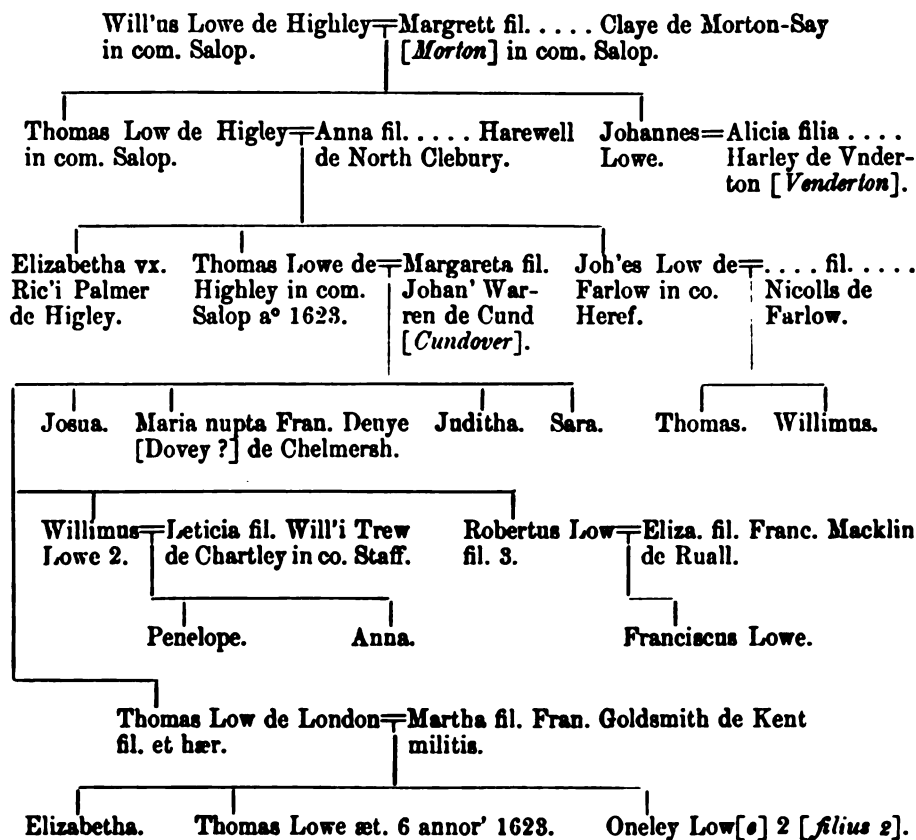 Will'us Lowe de Highley
in com. Salop.
Margrett fil. . . . . . Claye de Morton-Say
[Morton] in com. Salop.
Thomas Low de Higley
in com. Salop.
Anna fil. . . . . Harewell
de North Clebury.
Johannes
Lowe.
Alicia filia . . . .
Harley de Vnder-
ton [Venderton].
Elizabetha vx.
Ric'i Palmer
de Higley.
Thomas Lowe de
Highley in com.
Salop aº 1623.
Margareta fil.
Johan' War-
ren de Cund
[Cundover].
Joh'es Low de
Farlow in co.
Heref.
. . . . fil. . . . .
Nicolls de
Farlow.
Josua.
Maria nupta Fran. Denye
[Dovey ?] de Chelmersh.
Juditha.
Sara.
Thomas.
Willimus.
Willimus
Lowe 2.
Leticia fil. Will'i Trew
de Chartley in co. Staff.
Robertus Low
fil. 3.
Eliza. fil. Franc. Macklin
de Ruall.
Penelope.
Anna.
Franciscus Lowe.
Thomas Low de London
fil. et hær.
Martha fil. Fran. Goldsmith de Kent
militis.
Elizabetha.
Thomas Lowe æt. 6 annor' 1623.
Oneley Low[e] 2 [filius 2].